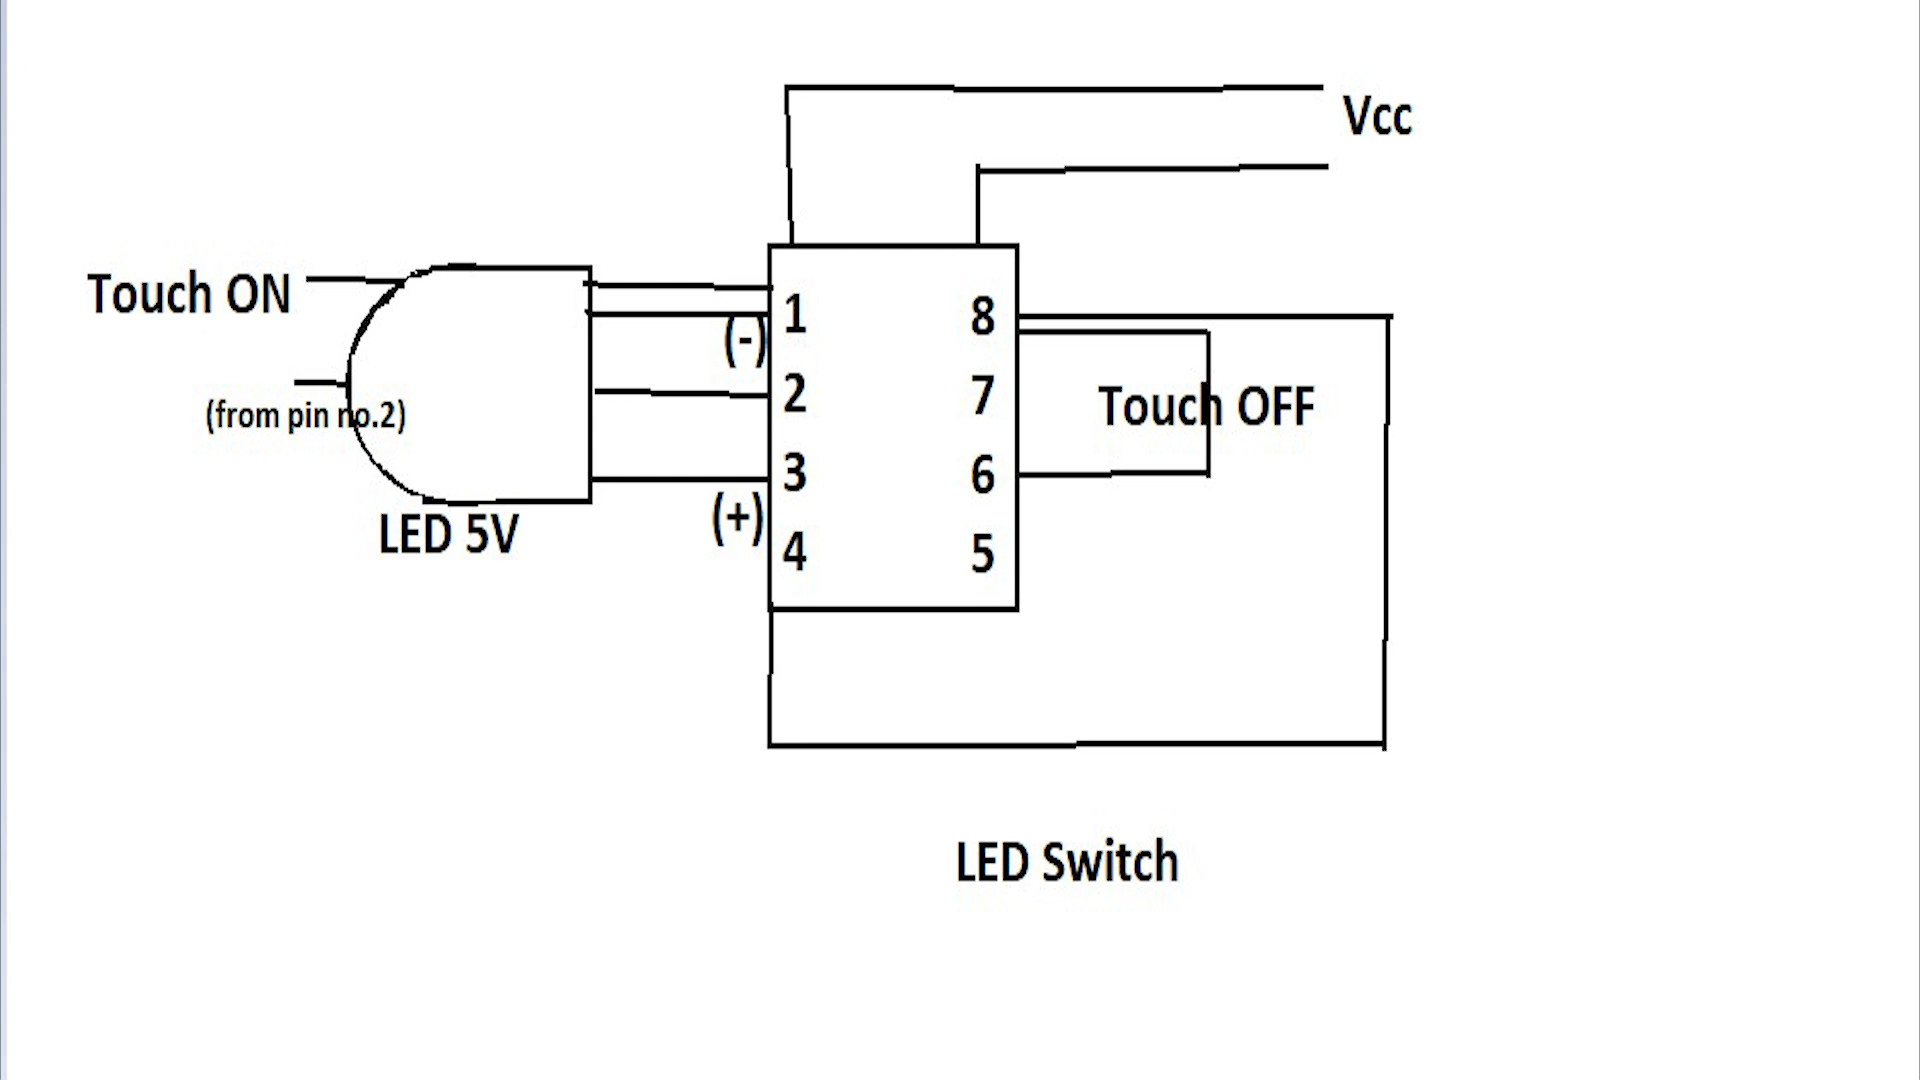 Vcc
Touch ON
(from pin no.2)
LED 5V
(-)
(+)
1 8
2 7
3 6
4 5
Touch OFF
LED Switch